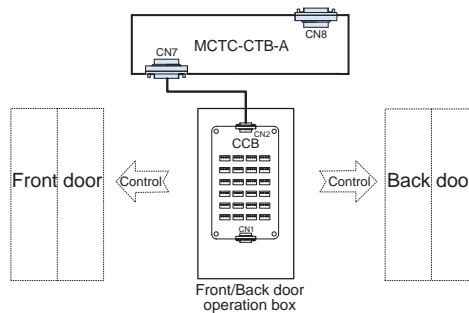 CN8
MCTC-CTB-A
CN7
CN2
CCB
Front door
Control
Control
Back doo
CN1
Front/Back door
operation box